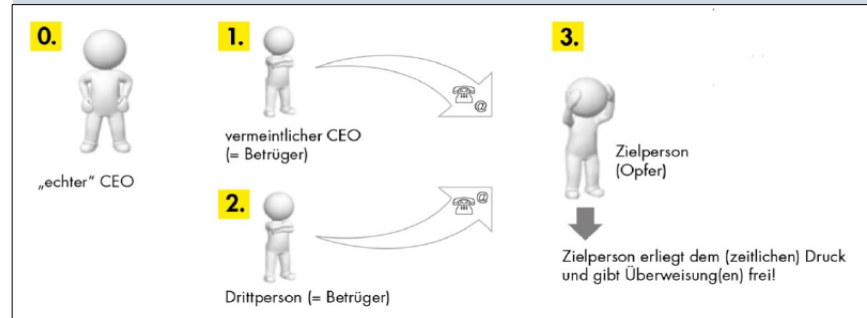 0.
„echter“ CEO
1.
vermeintlicher CEO
(= Betrüger)
@
2.
Drittperson (= Betrüger)
@
3.
Zielperson
(Opfer)
Zielperson erliegt dem (zeitlichen) Druck
und gibt Überweisung(en) frei!